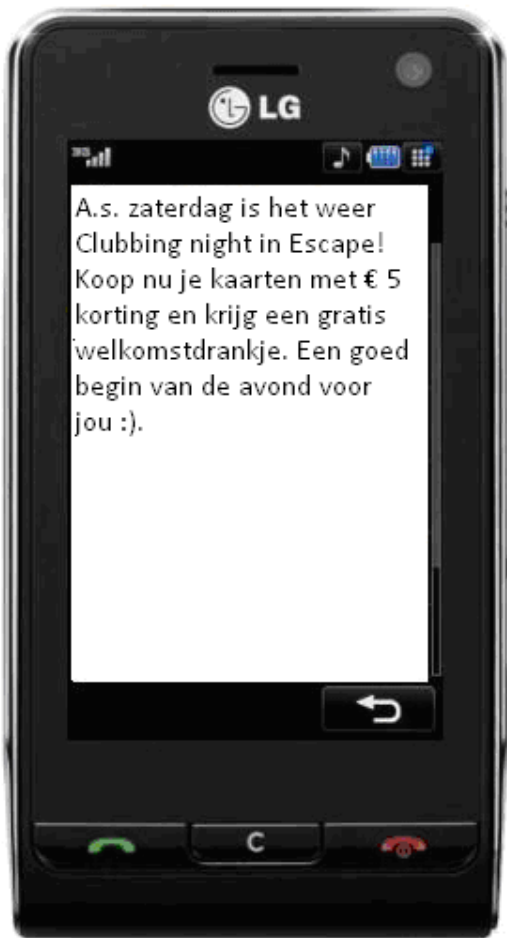 LG
3G
A.s. zaterdag is het weer
Clubbing night in Escape!
Koop nu je kaarten met € 5
korting en krijg een gratis
welkomstdrankje. Een goed
begin van de avond voor
jou :).
C